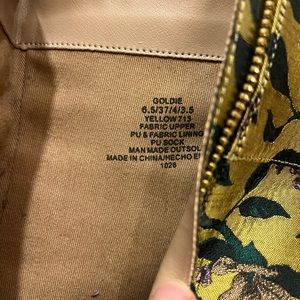 GOLDIE
6.5/37/4/3.5
YELLOW 713
FABRIC UPPER
PU & FABRIC LINING
PU SOCK
MAN MADE OUTSOL
MADE IN CHINA/HECHO E
1026